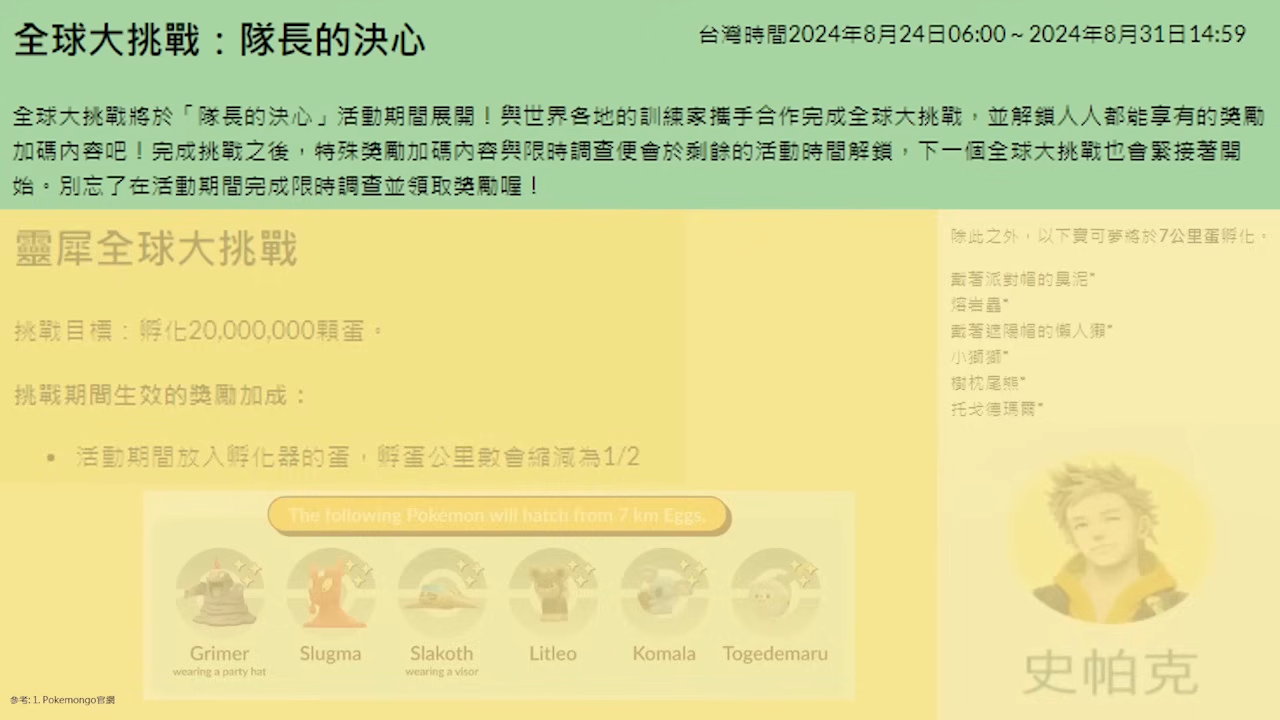 全球大挑戰：隊長的決心
台灣時間2024年8月24日06:00 ~ 2024年8月31日14:59
全球大挑戰將於「隊長的決心」活動期間展開！與世界各地的訓練家攜手合作完成全球大挑戰，並解鎖人人都能享有的獎勵
加碼內容吧！完成挑戰之後，特殊獎勵加碼內容與限時調查便會於剩餘的活動時間解鎖，下一個全球大挑戰也會緊接著開
始。別忘了在活動期間完成限時調查並領取獎勵喔！
靈犀全球大挑戰
挑戰目標：孵化20,000,000顆蛋。
挑戰期間生效的獎勵加成：
• 活動期間放入孵化器的蛋，孵蛋公里數會縮減為1/2
The following Pokémon will hatch from 7 km Eggs.
Grimer
wearing a party hat
Slugma
Slakoth
wearing a visor
Litleo
Komala
Togedemaru
除此之外，以下寶可夢將於7公里蛋孵化。
戴著派對帽的臭泥*
熔岩蟲*
戴著遮陽帽的懶人獺*
小獅獅*
樹枕尾熊*
托戈德瑪爾*
史帕克
參考: 1. Pokemongo官網